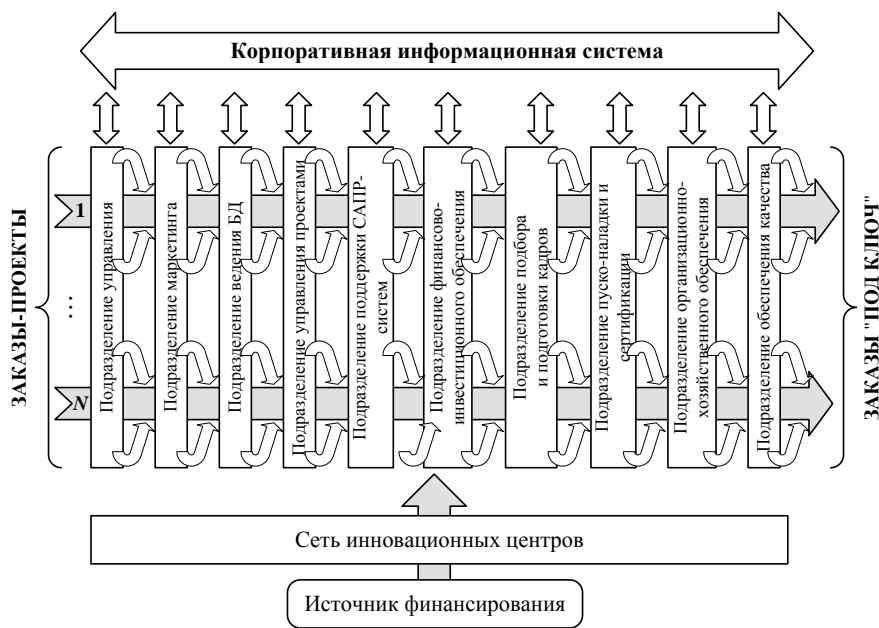 Корпоративная информационная система
ЗАКАЗЫ-ПРОЕКТЫ
1
...
N
Подразделение управления
Подразделение маркетинга
Подразделение ведения БД
Подразделение управления проектами
Подразделение поддержки САПР-
систем
Подразделение финансово-
инвестиционного обеспечения
Подразделение подбора
и подготовки кадров
Подразделение пуско-наладки и
сертификации
Подразделение организационно-
хозяйственного обеспечения
Подразделение обеспечения качества
ЗАКАЗЫ "ПОД КЛЮЧ"
Сеть инновационных центров
Источник финансирования